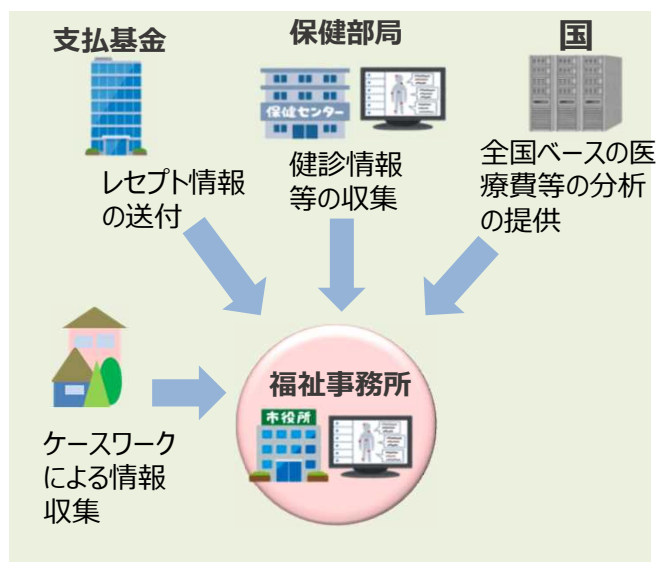 支払基金
保健部局
国
保健センター
レセプト情報
の送付
健診情報
等の収集
全国ベースの医
療費等の分析
の提供
福祉事務所
市役所
ケースワーク
による情報
収集